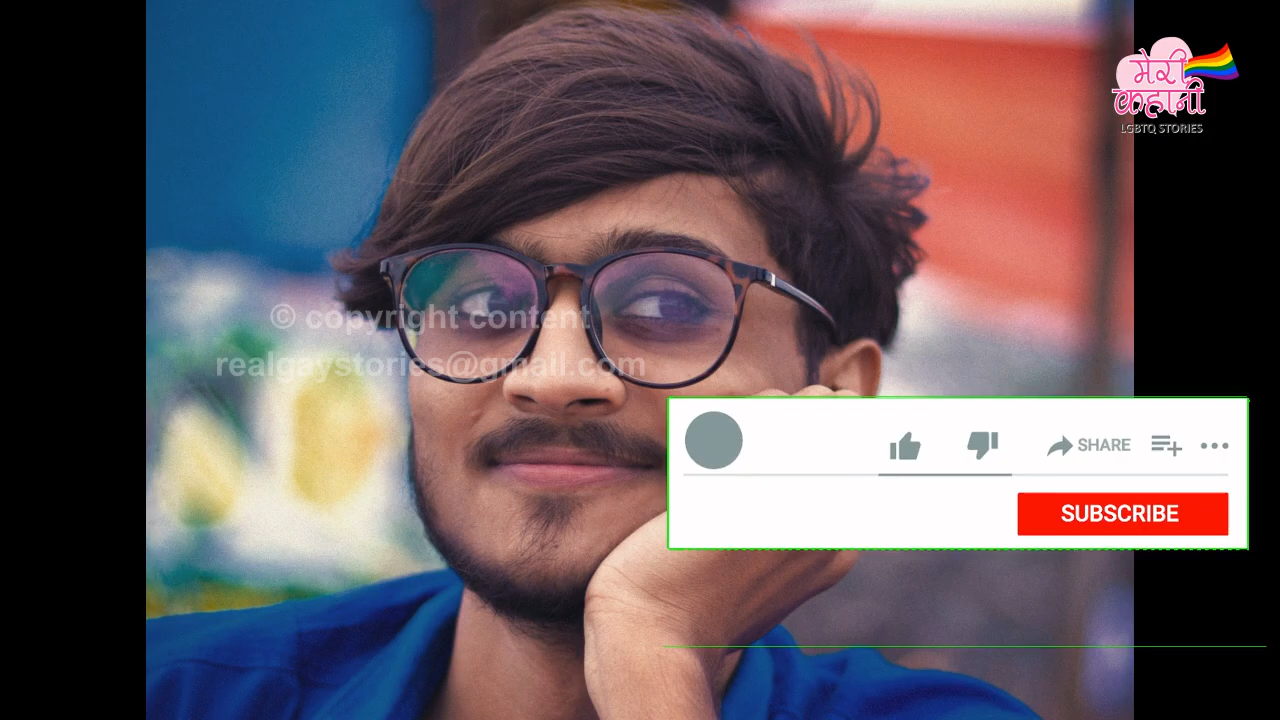 मेरी
कहानी
LGBTQ STORIES
© copyright content
realgaystories@gmail.com
SHARE
SUBSCRIBE